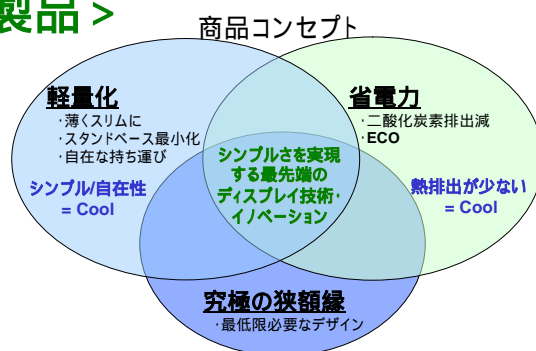 製品 >
商品コンセプト
軽量化
・薄くスリムに
・スタンドベース最小化
・自在な持ち運び
シンプル/自在性
= Cool
省電力
・二酸化炭素排出減
・ECO
熱排出が少ない
= Cool
シンプルさを実現
する最先端の
ディスプレイ技術・
イノベーション
究極の狭額縁
・最低限必要なデザイン